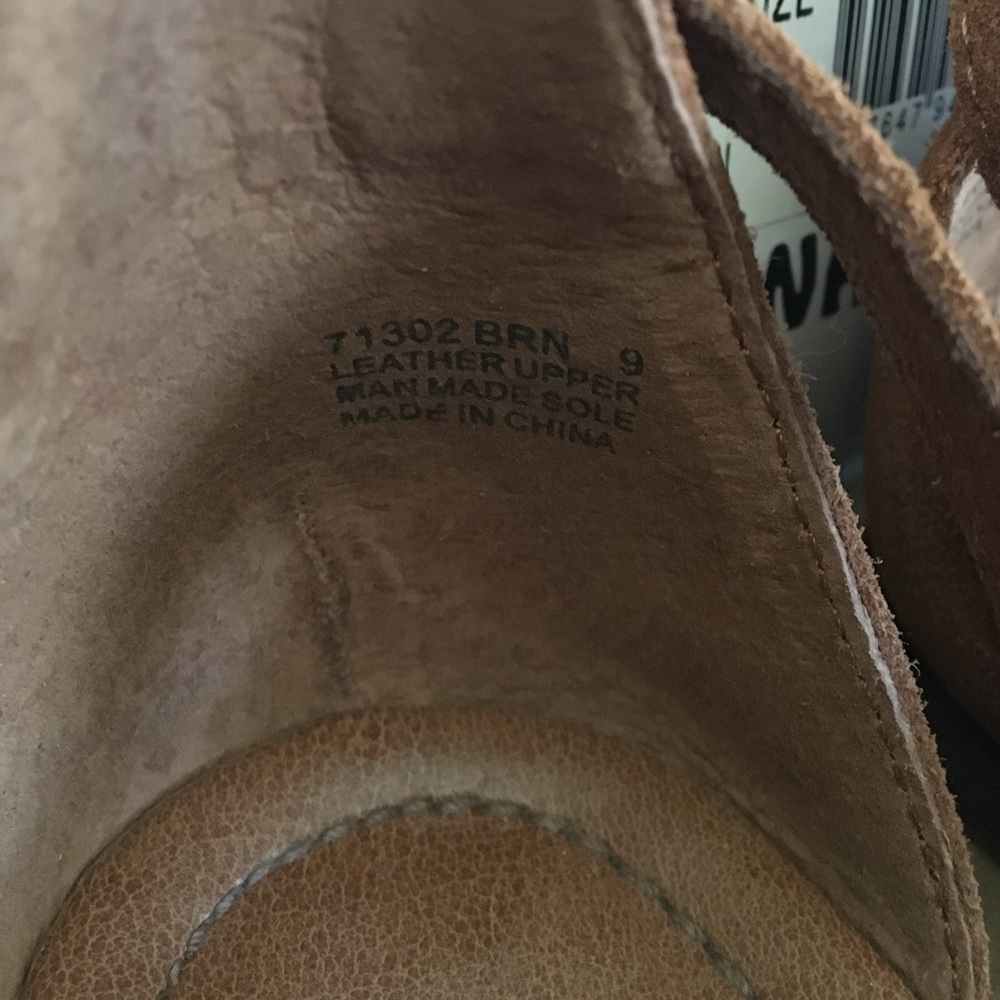 71302 BRN 9
LEATHER UPPER
MAN MADE SOLE
MADE IN CHINA